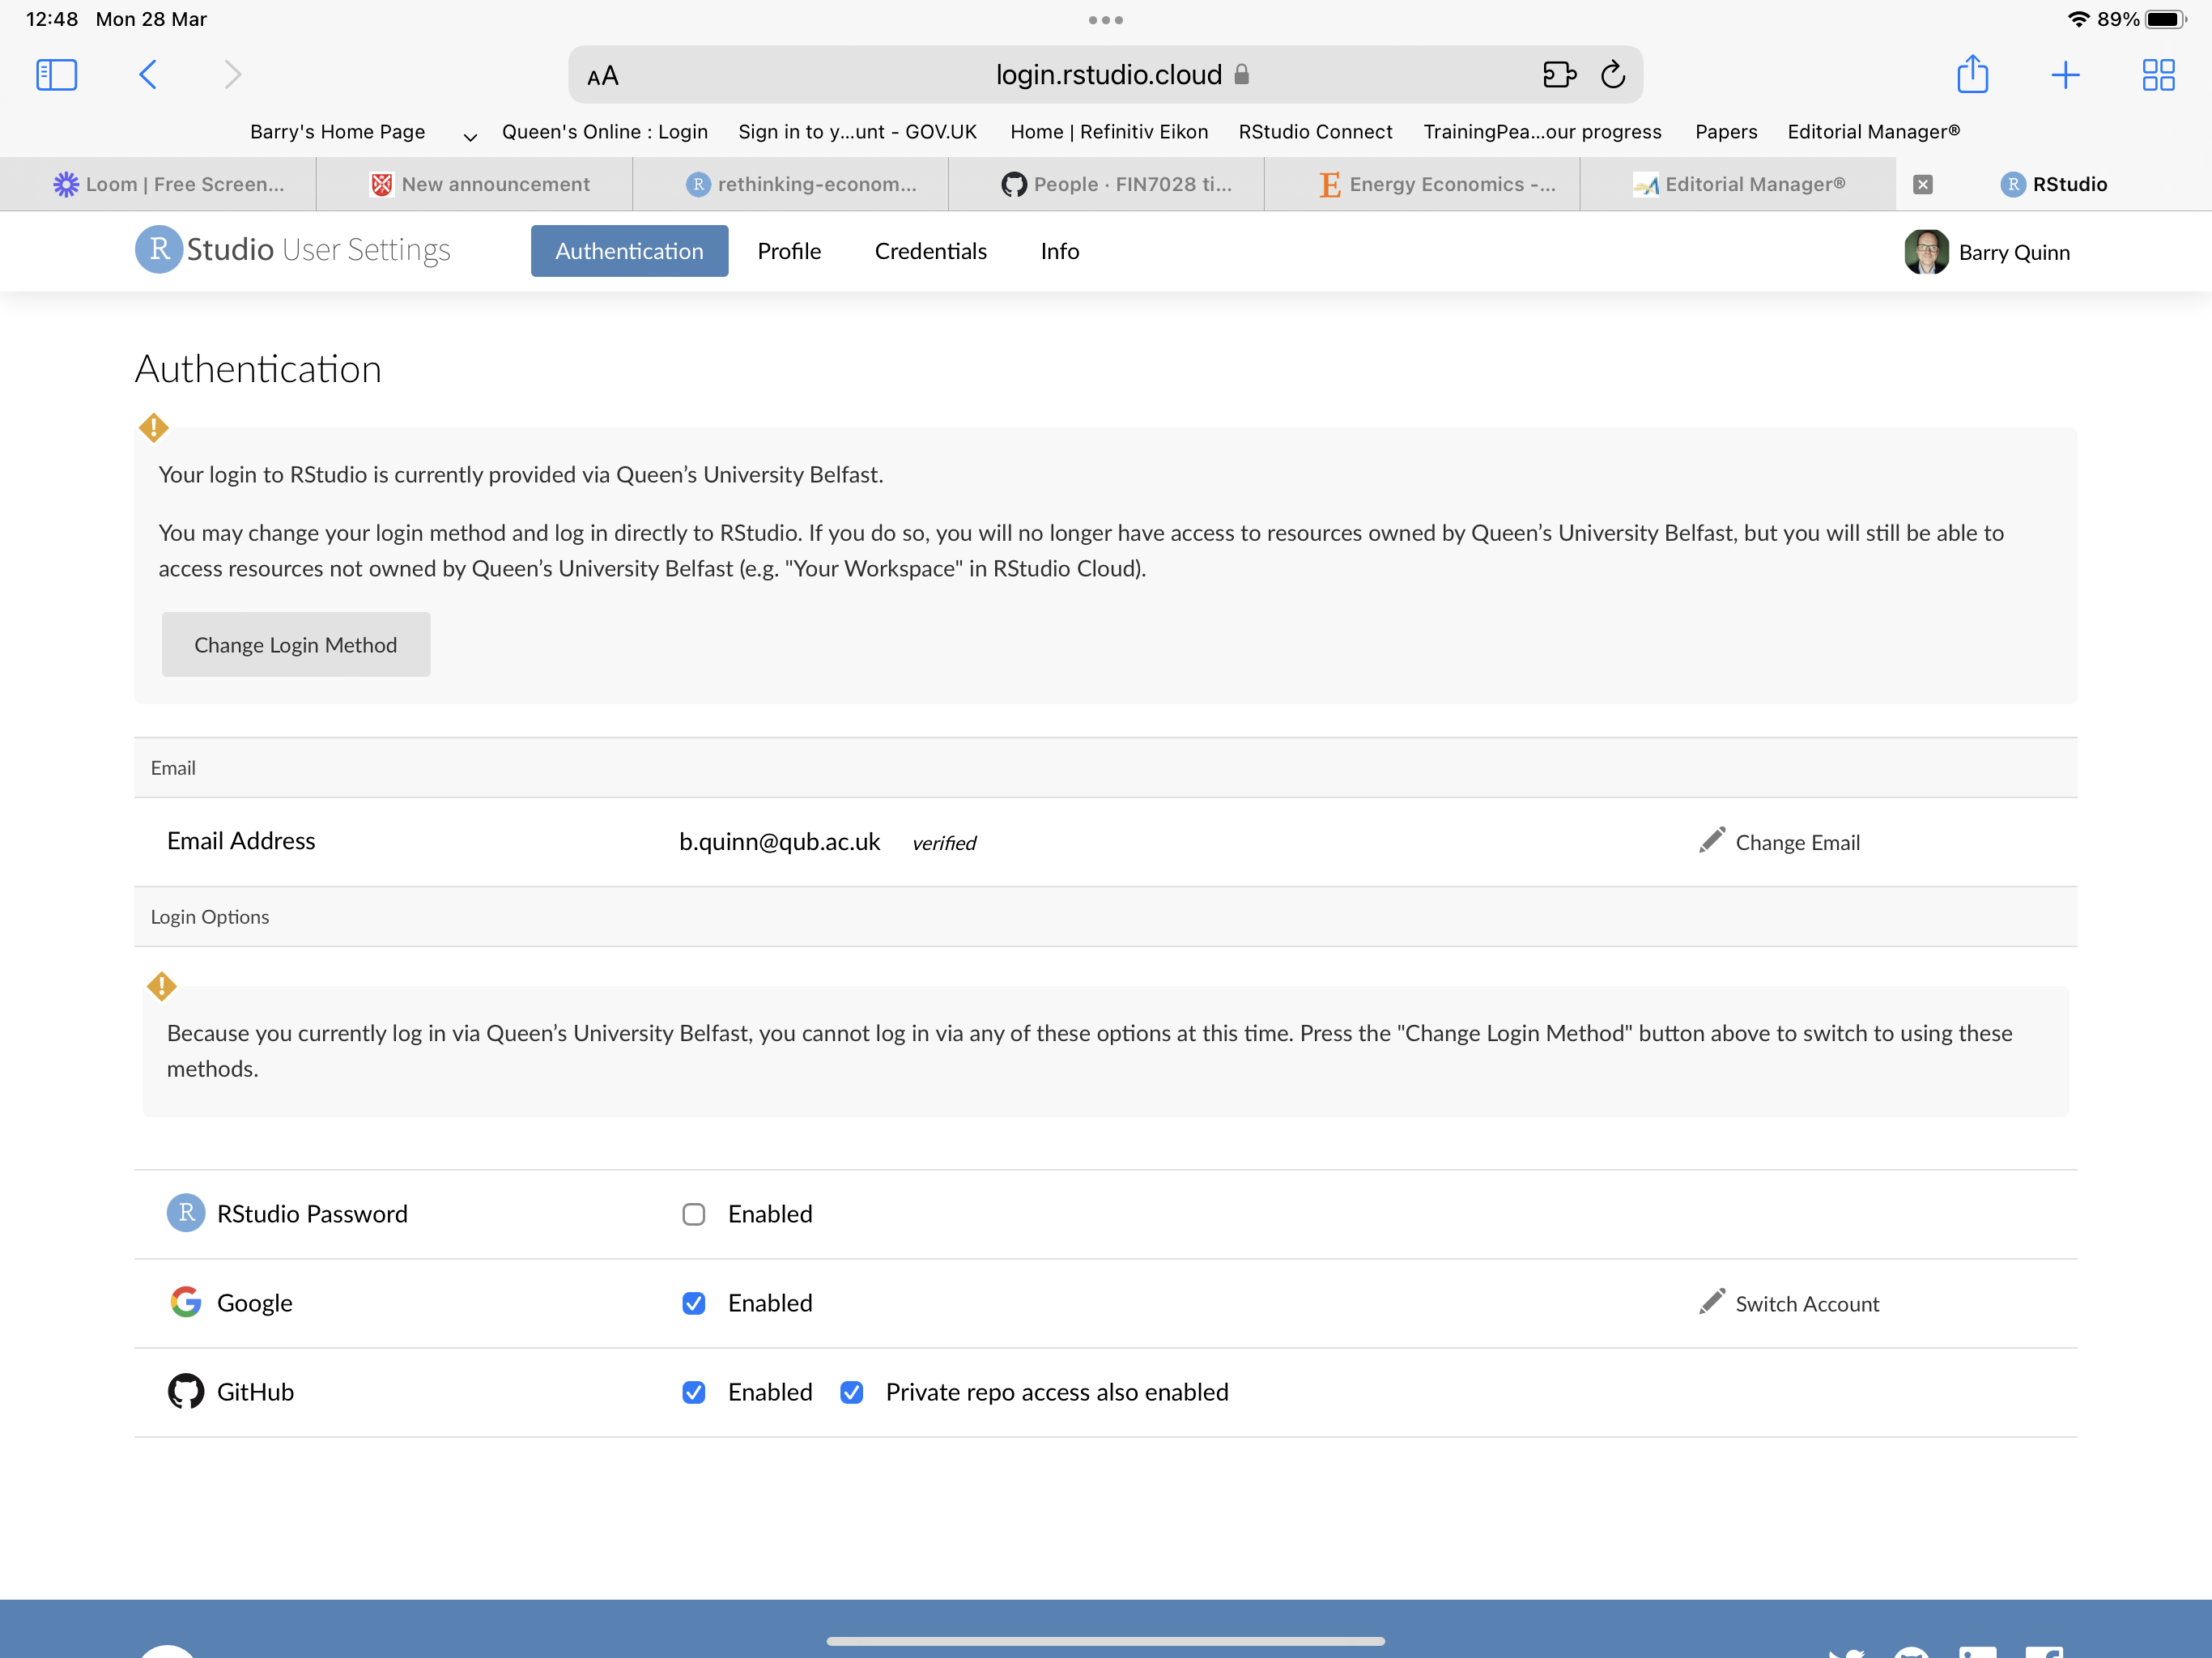 12:48 Mon 28 Mar
89%
AA
login.rstudio.cloud
Barry's Home Page
Queen's Online : Login
Sign in to y...unt - GOV.UK
Home | Refinitiv Eikon
RStudio Connect
TrainingPea...our progress
Papers
Editorial Manager®
Loom | Free Screen...
New announcement
R rethinking-econom...
People · FIN7028 ti...
E Energy Economics -...
Editorial Manager®
R RStudio
R Studio User Settings
Authentication
Profile
Credentials
Info
Barry Quinn
Authentication
Your login to RStudio is currently provided via Queen’s University Belfast.
You may change your login method and log in directly to RStudio. If you do so, you will no longer have access to resources owned by Queen’s University Belfast, but you will still be able to
access resources not owned by Queen’s University Belfast (e.g. "Your Workspace" in RStudio Cloud).
Change Login Method
Email
Email Address
b.quinn@qub.ac.uk verified
Change Email
Login Options
Because you currently log in via Queen’s University Belfast, you cannot log in via any of these options at this time. Press the "Change Login Method" button above to switch to using these
methods.
R RStudio Password
Enabled
Google
Enabled
Switch Account
GitHub
Enabled
Private repo access also enabled